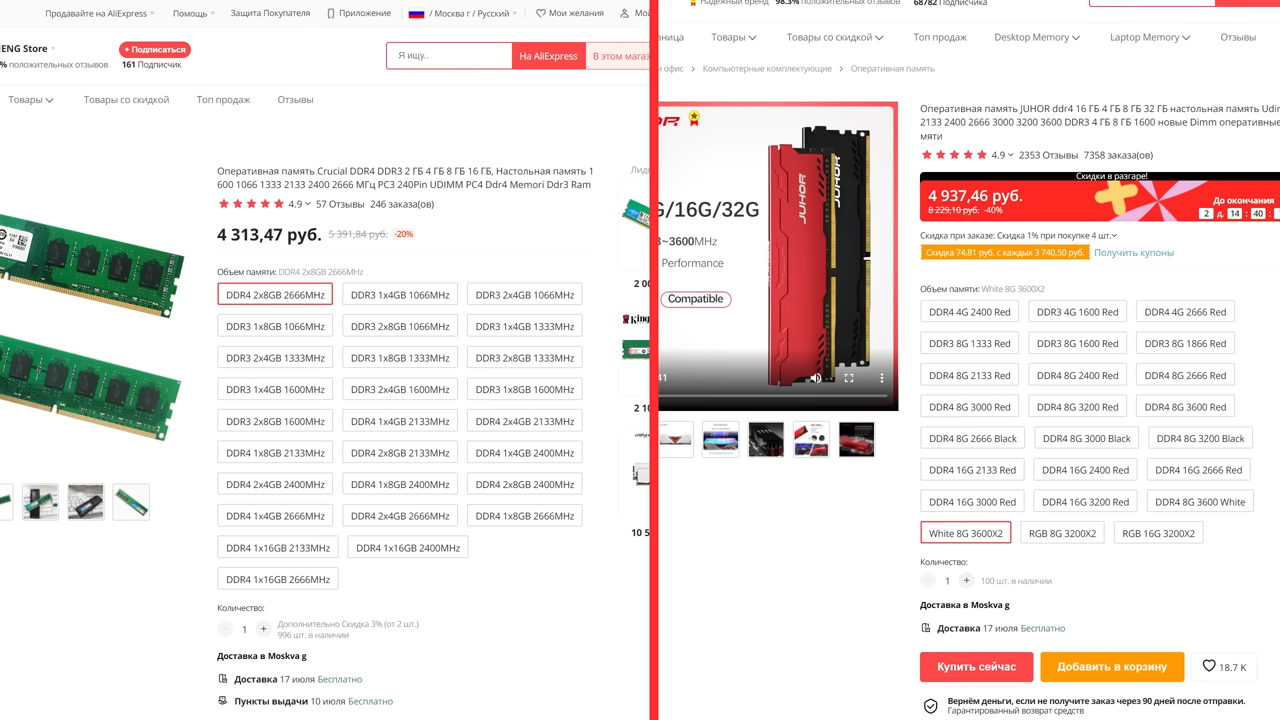 Продавайте на AliExpress
Помощь
Защита Покупателя
Приложение
/ Москва г / Русский
Мои желания
Мой
IENG Store
+ Подписаться
% положительных отзывов
161 Подписчик
Я ищу..
На AliExpress
В этом магаз
Товары
Товары со скидкой
Топ продаж
Отзывы
Оперативная память Crucial DDR4 DDR3 2 ГБ 4 ГБ 8 ГБ 16 ГБ, Настольная память 1
600 1066 1333 2133 2400 2666 МГц PC3 240Pin UDIMM PC4 Ddr4 Memori Ddr3 Ram
4.9
57 Отзывы
246 заказа(ов)
4 313,47 руб.
5 391,84 руб.
-20%
Объем памяти: DDR4 2x8GB 2666MHz
DDR4 2x8GB 2666MHz
DDR3 1x4GB 1066MHz
DDR3 2x4GB 1066MHz
DDR3 1x8GB 1066MHz
DDR3 2x8GB 1066MHz
DDR3 1x4GB 1333MHz
DDR3 2x4GB 1333MHz
DDR3 1x8GB 1333MHz
DDR3 2x8GB 1333MHz
DDR3 1x4GB 1600MHz
DDR3 2x4GB 1600MHz
DDR3 1x8GB 1600MHz
DDR3 2x8GB 1600MHz
DDR4 1x4GB 2133MHz
DDR4 2x4GB 2133MHz
DDR4 1x8GB 2133MHz
DDR4 2x8GB 2133MHz
DDR4 1x4GB 2400MHz
DDR4 2x4GB 2400MHz
DDR4 1x8GB 2400MHz
DDR4 2x8GB 2400MHz
DDR4 1x4GB 2666MHz
DDR4 2x4GB 2666MHz
DDR4 1x8GB 2666MHz
DDR4 1x16GB 2133MHz
DDR4 1x16GB 2400MHz
DDR4 1x16GB 2666MHz
Количество:
1
Дополнительно Скидка 3% (от 2 шт.)
996 шт. в наличии
Доставка в Moskva g
Доставка 17 июля Бесплатно
Пункты выдачи 10 июля Бесплатно
Лиде
2 00
King
2 10
10 5
Надежный бренд
98.3% положительных отзывов
68782 Подписчика
аница
Товары
Товары со скидкой
Топ продаж
Desktop Memory
Laptop Memory
Отзывы
и офис
Компьютерные комплектующие
Оперативная память
OR
G/16G/32G
3~3600MHz
Performance
Compatible
JUHOR
JUHOR
41
Оперативная память JUHOR ddr4 16 ГБ 4 ГБ 8 ГБ 32 ГБ настольная память Udir
2133 2400 2666 3000 3200 3600 DDR3 4 ГБ 8 ГБ 1600 новые Dimm оперативные
мяти
4.9
2353 Отзывы
7358 заказа(ов)
Скидки в разгаре!
4 937,46 руб.
8 229,10 руб. -40%
До окончания
2 д. 14 : 40 :
Скидка при заказе: Скидка 1% при покупке 4 шт.
Скидка 74,81 руб. с каждых 3 740,50 руб.
Получить купоны
Объем памяти: White 8G 3600X2
DDR4 4G 2400 Red
DDR3 4G 1600 Red
DDR4 4G 2666 Red
DDR3 8G 1333 Red
DDR3 8G 1600 Red
DDR3 8G 1866 Red
DDR4 8G 2133 Red
DDR4 8G 2400 Red
DDR4 8G 2666 Red
DDR4 8G 3000 Red
DDR4 8G 3200 Red
DDR4 8G 3600 Red
DDR4 8G 2666 Black
DDR4 8G 3000 Black
DDR4 8G 3200 Black
DDR4 16G 2133 Red
DDR4 16G 2400 Red
DDR4 16G 2666 Red
DDR4 16G 3000 Red
DDR4 16G 3200 Red
DDR4 8G 3600 White
White 8G 3600X2
RGB 8G 3200X2
RGB 16G 3200X2
Количество:
1
100 шт. в наличии
Доставка в Moskva g
Доставка 17 июля Бесплатно
Купить сейчас
Добавить в корзину
18.7 K
Вернём деньги, если не получите заказ через 90 дней после отправки.
Гарантированный возврат средств